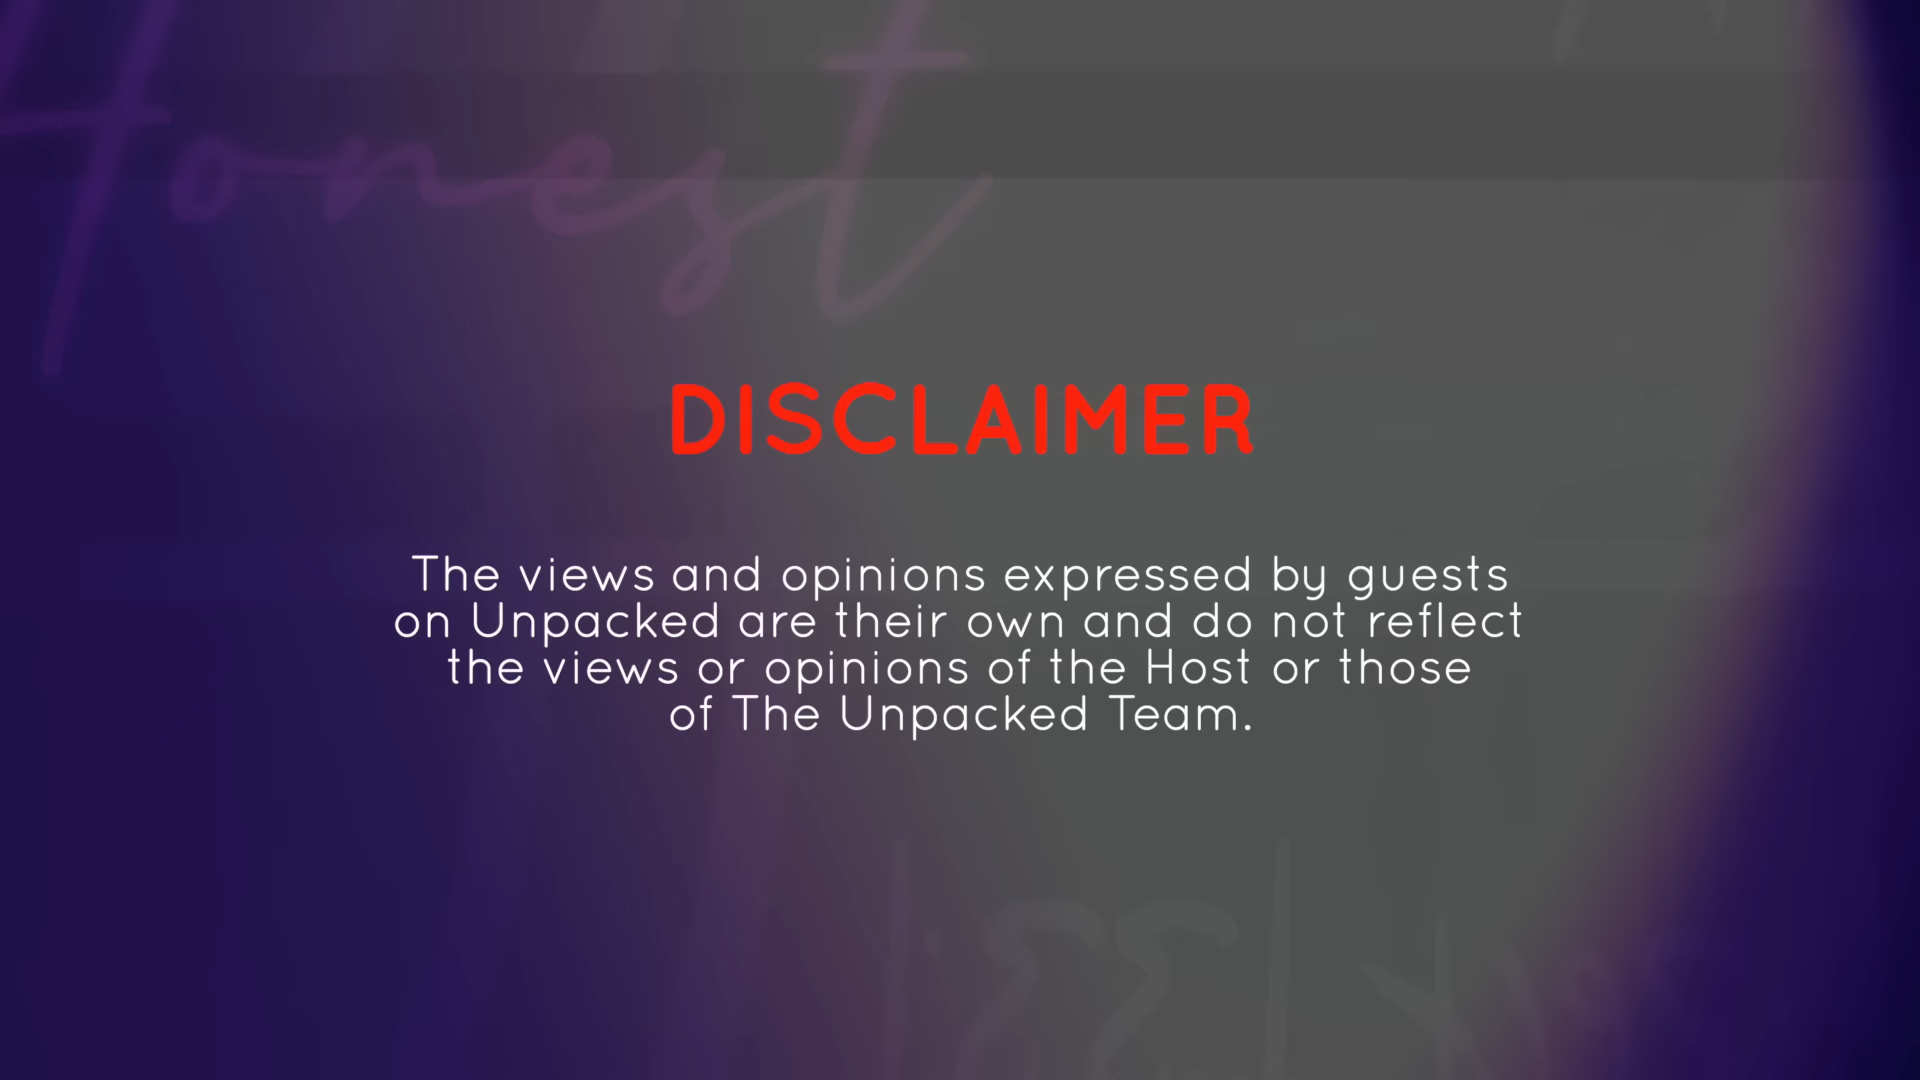 Honest
DISCLAIMER
The views and opinions expressed by guests
on Unpacked are their own and do not reflect
the views or opinions of the Host or those
of The Unpacked Team.